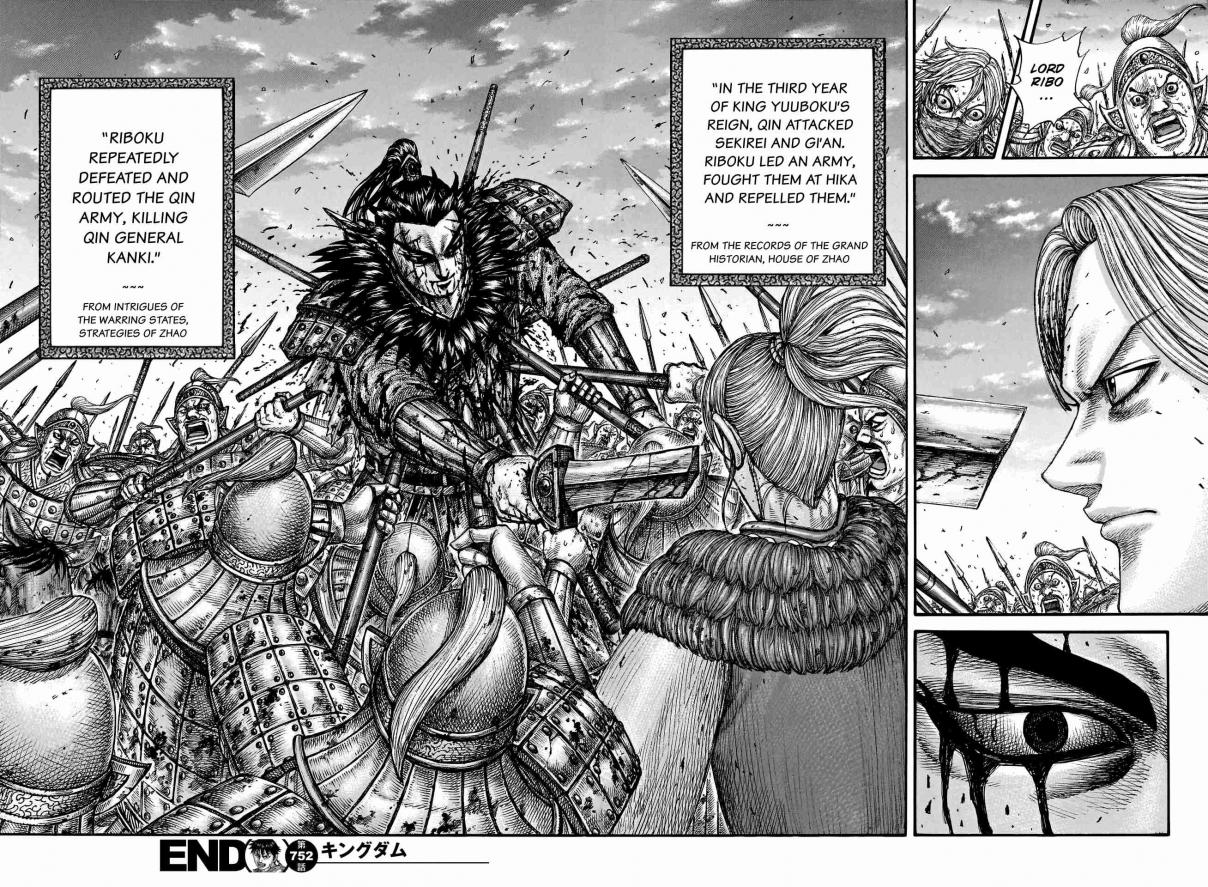 LORD
RIBO
...
"IN THE THIRD YEAR
OF KING YUUBOKU'S
REIGN, QIN ATTACKED
SEKIREI AND GI'AN.
RIBOKU LED AN ARMY,
FOUGHT THEM AT HIKA
AND REPELLED THEM."
~~~
FROM THE RECORDS OF THE GRAND
HISTORIAN, HOUSE OF ZHAO
"RIBOKU
REPEATEDLY
DEFEATED AND
ROUTED THE QIN
ARMY, KILLING
QIN GENERAL
KANKI."
~~~
FROM INTRIGUES OF
THE WARRING STATES,
STRATEGIES OF ZHAO
END 第752話 キングダム